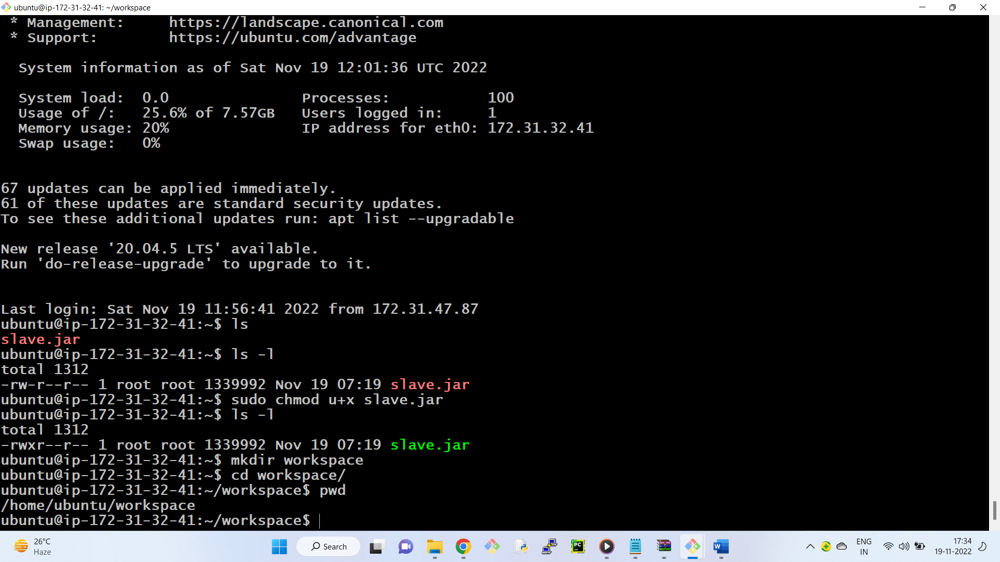 ubuntu@ip-172-31-32-41: ~/workspace
* Management:     https://landscape.canonical.com
* Support:        https://ubuntu.com/advantage
System information as of Sat Nov 19 12:01:36 UTC 2022
System load:  0.0               Processes:           100
Usage of /:   25.6% of 7.57GB   Users logged in:     1
Memory usage: 20%               IP address for eth0: 172.31.32.41
Swap usage:   0%
67 updates can be applied immediately.
61 of these updates are standard security updates.
To see these additional updates run: apt list --upgradable
New release '20.04.5 LTS' available.
Run 'do-release-upgrade' to upgrade to it.
Last login: Sat Nov 19 11:56:41 2022 from 172.31.47.87
ubuntu@ip-172-31-32-41:~$ ls
slave.jar
ubuntu@ip-172-31-32-41:~$ ls -l
total 1312
-rw-r--r-- 1 root root 1339992 Nov 19 07:19 slave.jar
ubuntu@ip-172-31-32-41:~$ sudo chmod u+x slave.jar
ubuntu@ip-172-31-32-41:~$ ls -l
total 1312
-rwxr--r-- 1 root root 1339992 Nov 19 07:19 slave.jar
ubuntu@ip-172-31-32-41:~$ mkdir workspace
ubuntu@ip-172-31-32-41:~$ cd workspace/
ubuntu@ip-172-31-32-41:~/workspace$ pwd
/home/ubuntu/workspace
ubuntu@ip-172-31-32-41:~/workspace$
26°C
Haze
Search
PC
W
ENG
IN
17:34
19-11-2022